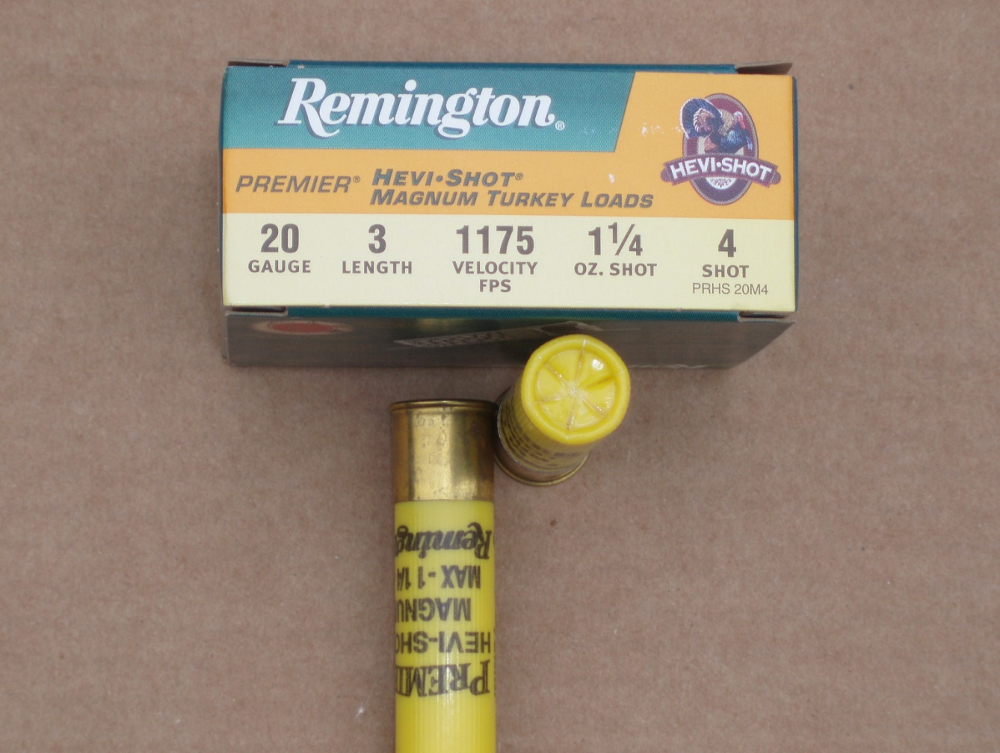 Remington®
HEVI•SHOT
PREMIER® HEVI•SHOT®
MAGNUM TURKEY LOADS
20 3 1175 1¼ 4
GAUGE LENGTH VELOCITY OZ. SHOT SHOT
FPS PRHS 20M4
Reming
MAX - 1 1/4
MAGNU
HEVI-SHO
PREMI